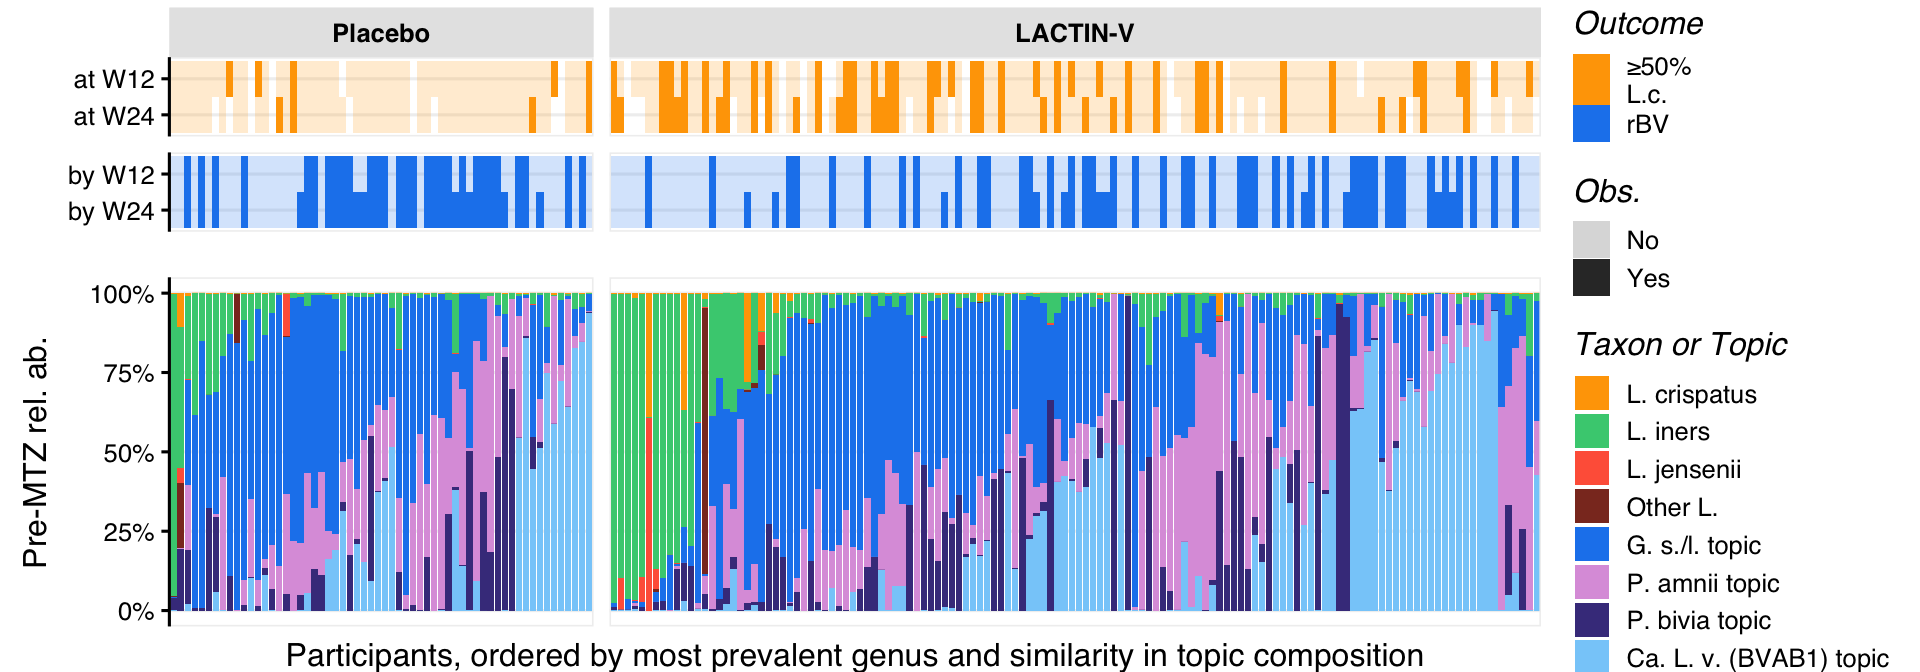 Placebo
LACTIN-V
at W12
at W24
by W12
by W24
Pre-MTZ rel. ab.
100%
75%
50%
25%
0%
Participants, ordered by most prevalent genus and similarity in topic composition
Outcome
≥50%
L.c.
rBV
Obs.
No
Yes
Taxon or Topic
L. crispatus
L. iners
L. jensenii
Other L.
G. s./l. topic
P. amnii topic
P. bivia topic
Ca. L. v. (BVAB1) topic